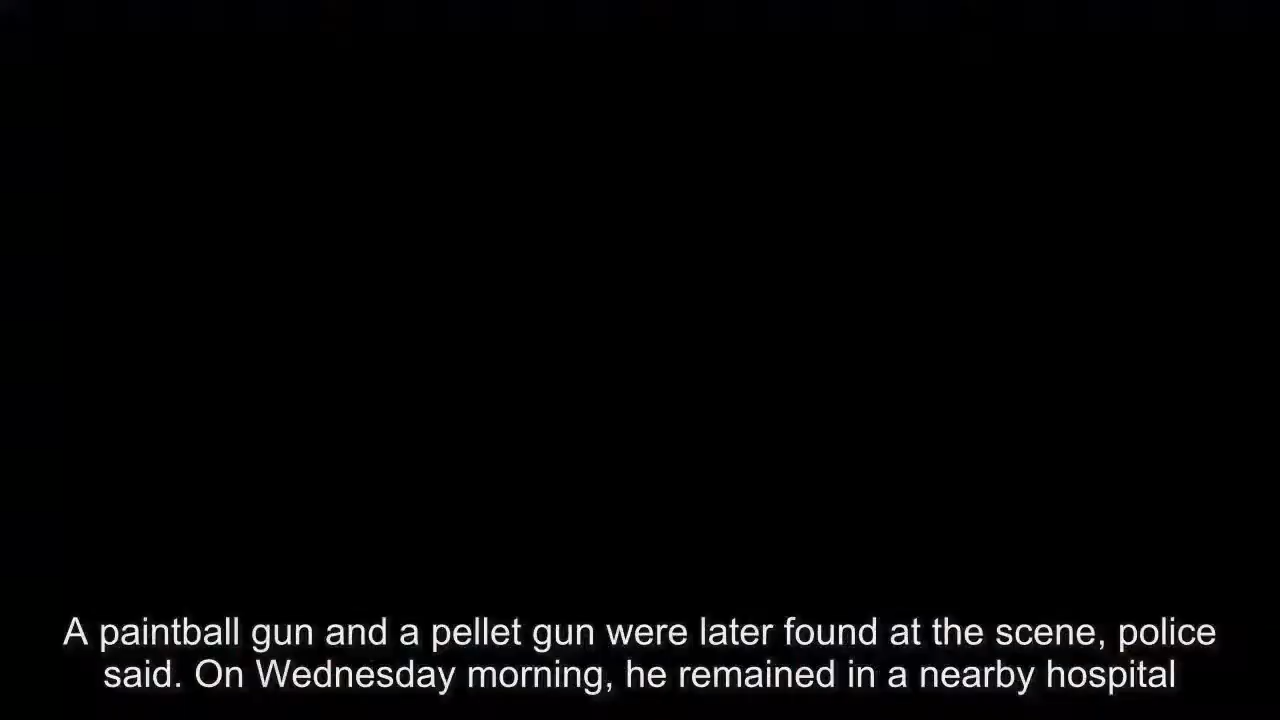 A paintball gun and a pellet gun were later found at the scene, police
said. On Wednesday morning, he remained in a nearby hospital